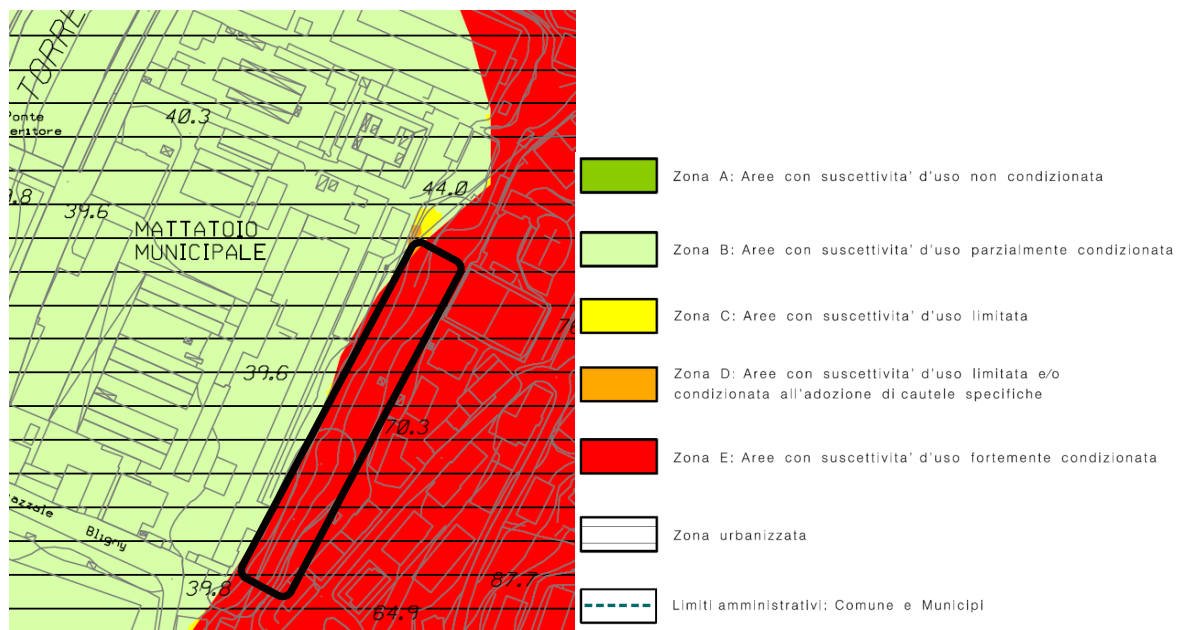 TORRE
40.3
Ponte
44.0
39.6
MATTATOIO
MUNICIPALE
39.6
70.3
Bligny
39.8
87.7
64.9
Zona A: Aree con suscettivita' d'uso non condizionata
Zona B: Aree con suscettivita' d'uso parzialmente condizionata
Zona C: Aree con suscettivita' d'uso limitata
Zona D: Aree con suscettivita' d'uso limitata e/o
condizionata all'adozione di cautele specifiche
Zona E: Aree con suscettivita' d'uso fortemente condizionata
Zona urbanizzata
Limiti amministrativi: Comune e Municipi